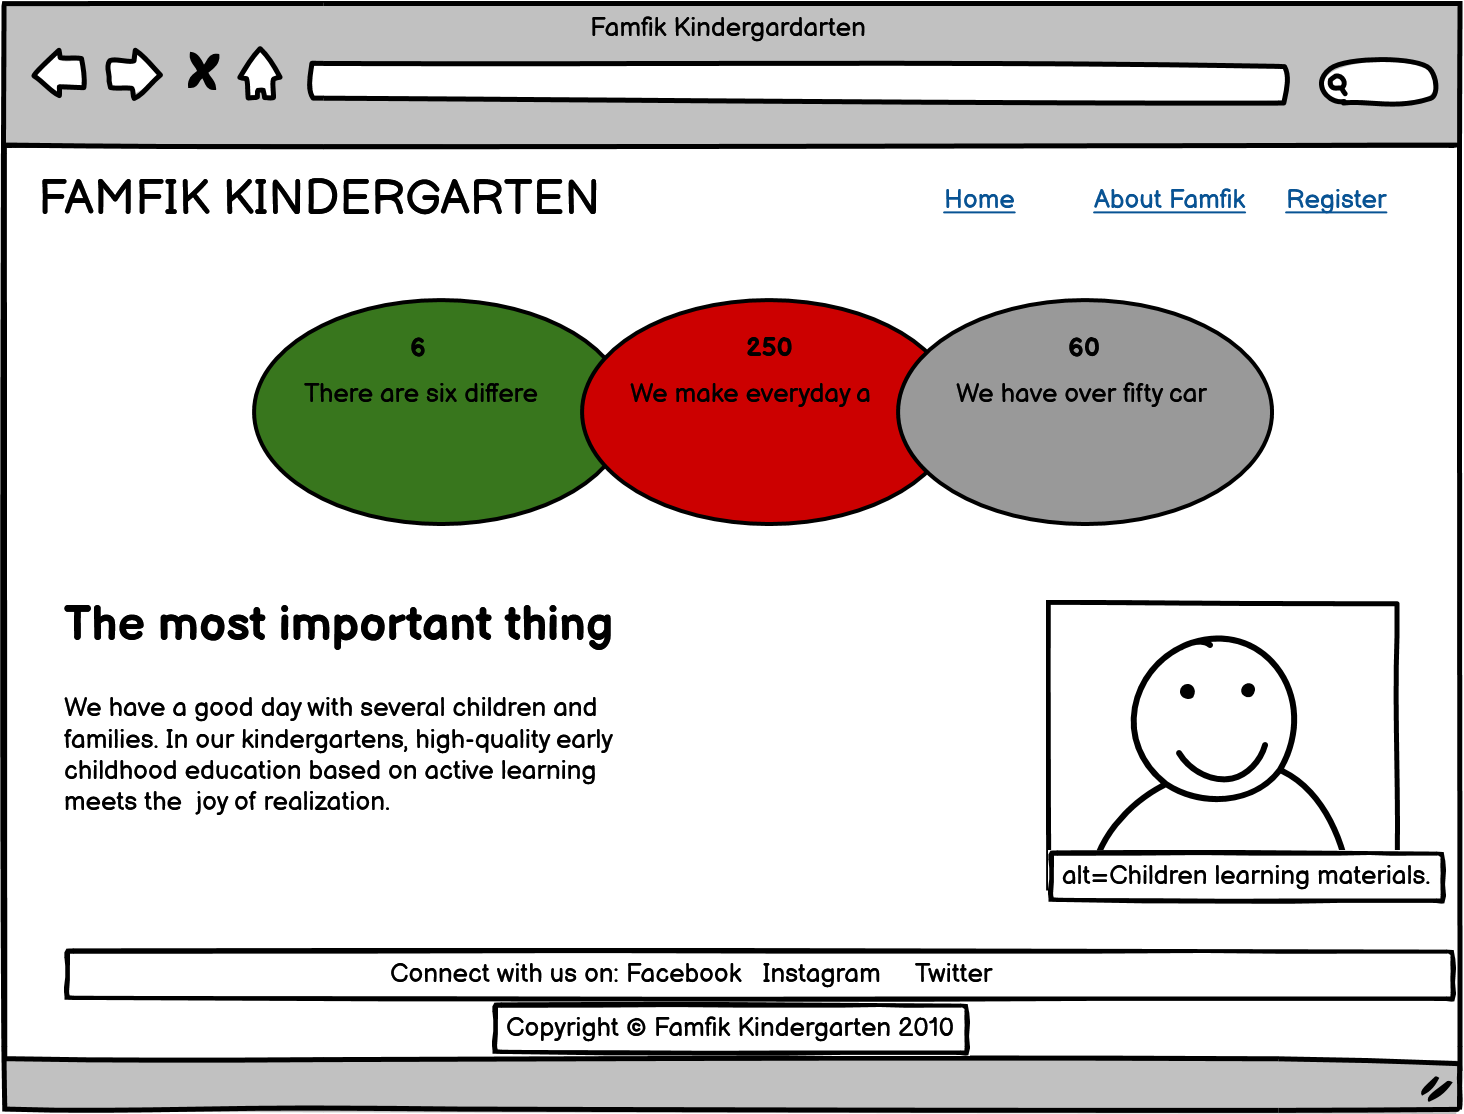 Famfik Kindergardarten
FAMFIK KINDERGARTEN
Home About Famfik Register
6
There are six differe
250
We make everyday a
60
We have over fifty car
The most important thing
We have a good day with several children and
families. In our kindergartens, high-quality early
childhood education based on active learning
meets the joy of realization.
alt=Children learning materials.
Connect with us on: Facebook Instagram Twitter
Copyright © Famfik Kindergarten 2010